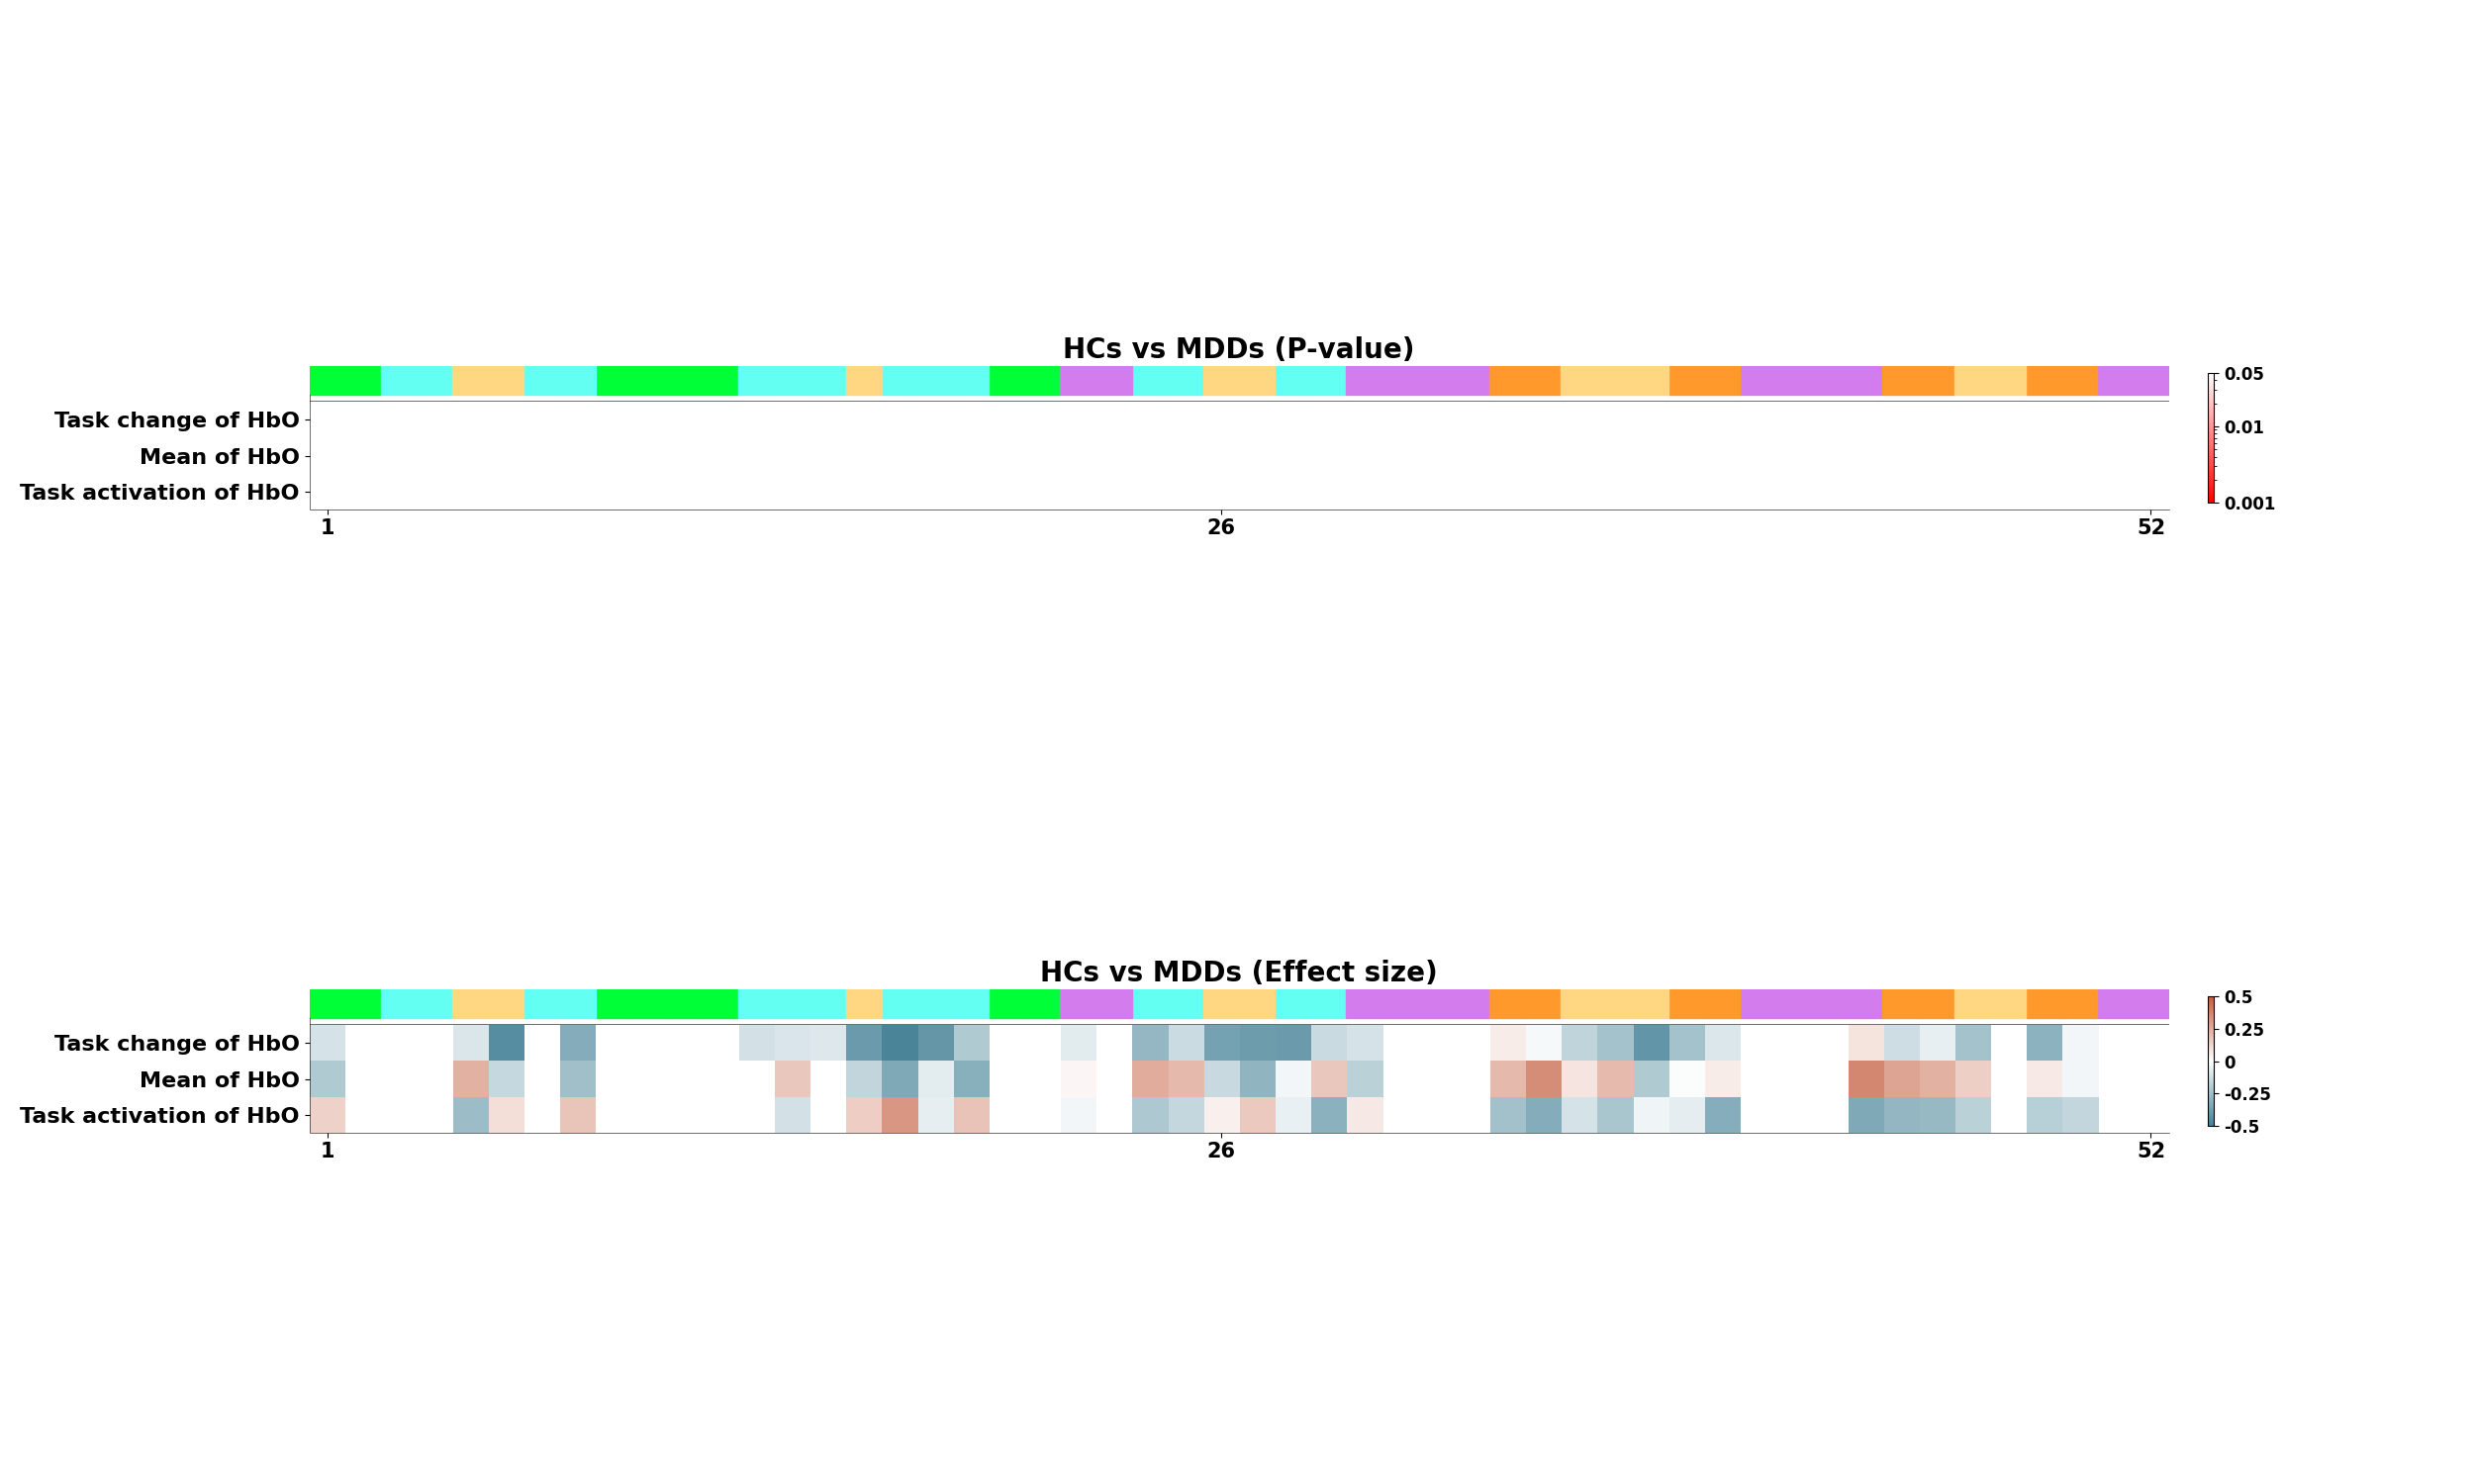 HCs vs MDDs (P-value)
Task change of HbO
Mean of HbO
Task activation of HbO
1 26 52
0.05
0.01
0.001
HCs vs MDDs (Effect size)
Task change of HbO
Mean of HbO
Task activation of HbO
1 26 52
0.5
0.25
0
-0.25
-0.5